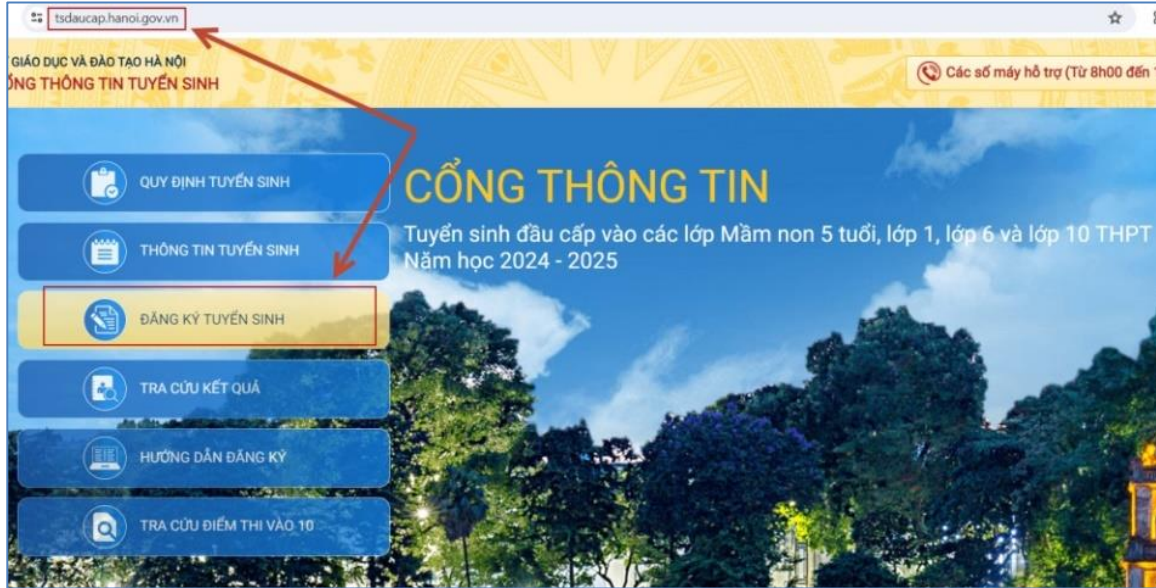 tsdaucap.hanoi.gov.vn
GIÁO DỤC VÀ ĐÀO TẠO HÀ NỘI
ỔNG THÔNG TIN TUYỂN SINH
Các số máy hỗ trợ (Từ 8h00 đến 1
QUY ĐỊNH TUYỂN SINH
THÔNG TIN TUYỂN SINH
ĐĂNG KÝ TUYỂN SINH
TRA CỨU KẾT QUẢ
HƯỚNG DẪN ĐĂNG KÝ
TRA CỨU ĐIỂM THI VÀO 10
CỔNG THÔNG TIN
Tuyển sinh đầu cấp vào các lớp Mầm non 5 tuổi, lớp 1, lớp 6 và lớp 10 THPT
Năm học 2024 - 2025